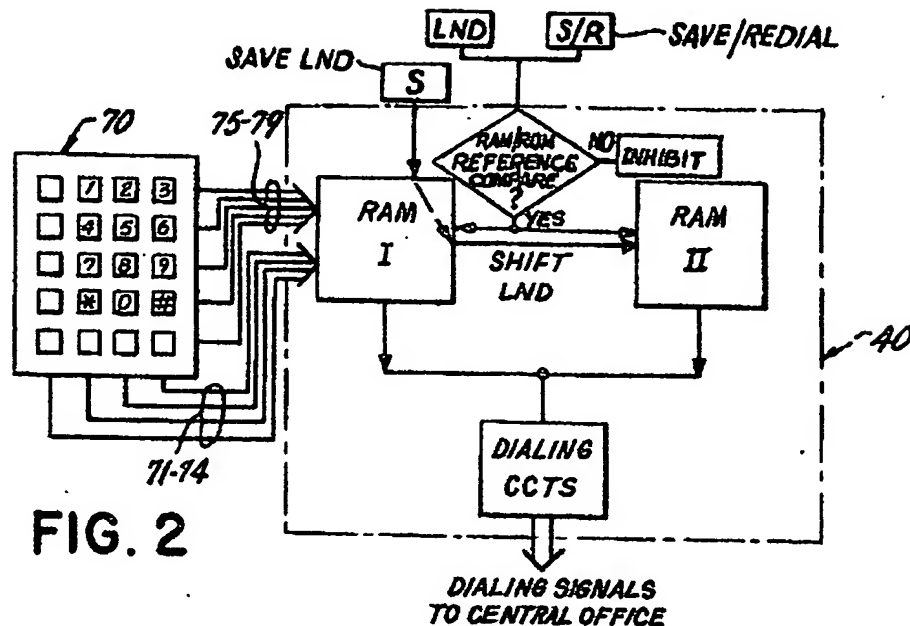 LND
S/R
SAVE/REDIAL
SAVE LND
S
70
75-79
RAM/ROM
REFERENCE
COMPARE
?
NO
INHIBIT
YES
1 2 3
4 5 6
7 8 9
* 0 #
RAM
I
SHIFT
LND
RAM
II
40
71-74
DIALING
CCTS
FIG. 2
DIALING SIGNALS
TO CENTRAL OFFICE